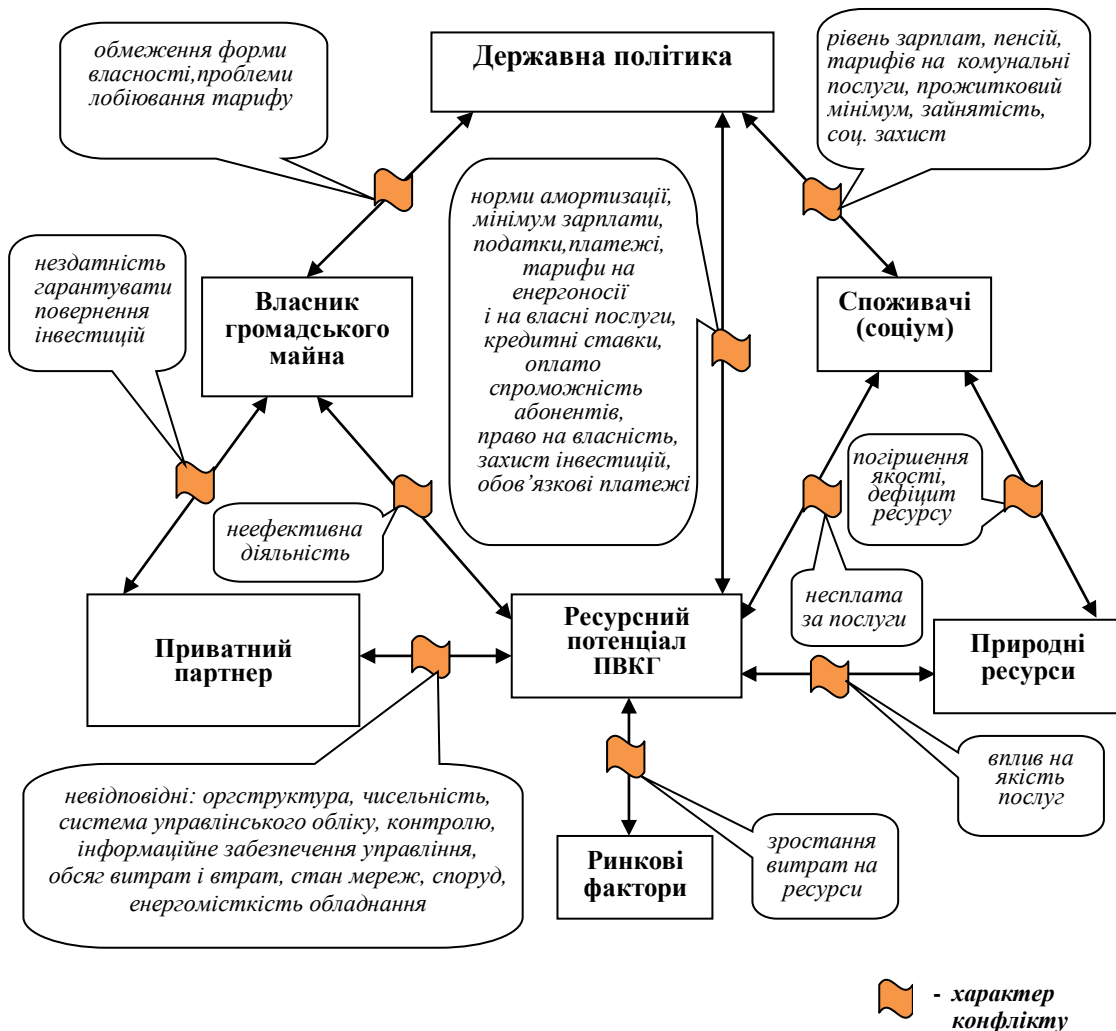 обмеження форми
власності,проблеми
лобіювання тарифу
Державна політика
рівень зарплат, пенсій,
тарифів на комунальні
послуги, прожитковий
мінімум, зайнятість,
соц. захист
норми амортизації,
мінімум зарплати,
податки,платежі,
тарифи на
енергоносії
і на власні послуги,
кредитні ставки,
оплато
спроможність
абонентів,
право на власність,
захист інвестицій,
обов’язкові платежі
нездатність
гарантувати
повернення
інвестицій
Власник
громадського
майна
Споживачі
(соціум)
неефективна
діяльність
погіршення
якості,
дефіцит
ресурсу
несплата
за послуги
Приватний
партнер
Ресурсний
потенціал
ПВКГ
Природні
ресурси
невідповідні: оргструктура, чисельність,
система управлінського обліку, контролю,
інформаційне забезпечення управління,
обсяг витрат і втрат, стан мереж, споруд,
енергомісткість обладнання
Ринкові
фактори
зростання
витрат на
ресурси
вплив на
якість
послуг
- характер
конфлікту